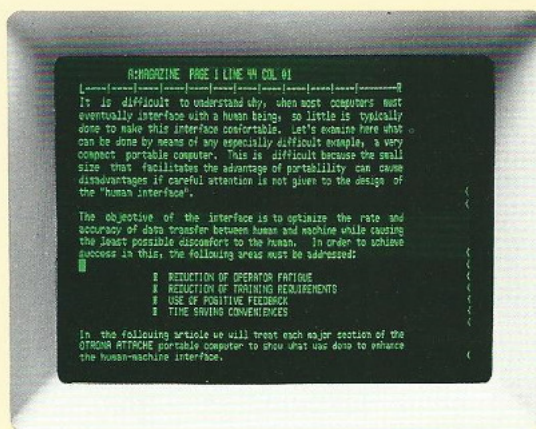 A:MAGAZINE PAGE 1 LINE 44 COL 01
L----!----!----!----!----!----!----!----!----!----!--------R
It is difficult to understand why, when most computers must
eventually interface with a human being, so little is typically
done to make this interface comfortable. Let's examine here what
can be done by means of any especially difficult example, a very
compact portable computer. This is difficult because the small
size that facilitates the advantage of portability can cause
disadvantages if careful attention is not given to the design of
the "human interface". <
<
The objective of the interface is to optimize the rate and
accuracy of data transfer between human and machine while causing
the least possible discomfort to the human. In order to achieve
success in this, the following areas must be addressed: <
<
REDUCTION OF OPERATOR FATIGUE <
REDUCTION OF TRAINING REQUIREMENTS <
USE OF POSITIVE FEEDBACK <
TIME SAVING CONVENIENCES <
<
In the following article we will treat each major section of the
OTRONA ATTACHE portable computer to show what was done to enhance
the human-machine interface. <